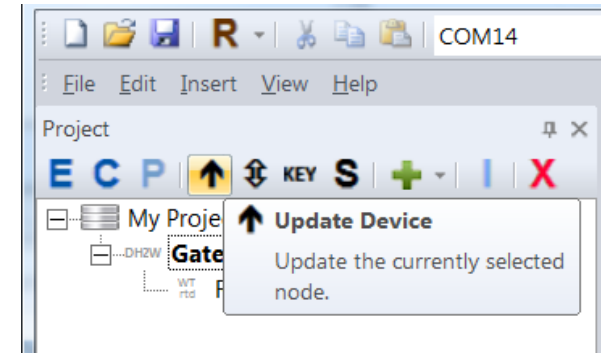 R COM14
File Edit Insert View Help
Project
E C P KEY S I X
My Proje
Update Device
DH2W Gate
Update the currently selected
WT
rtd
node.